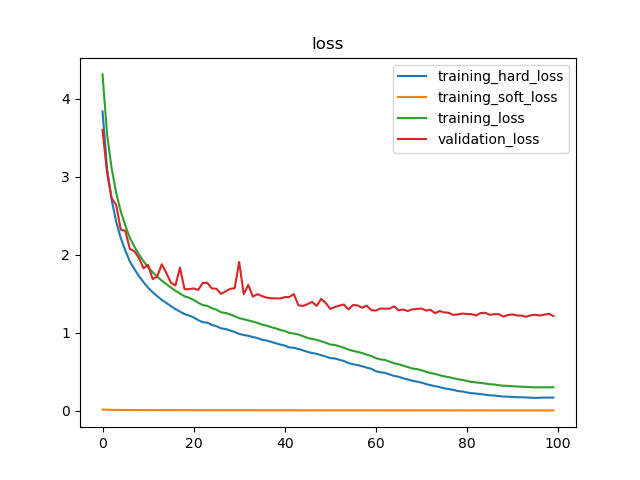 loss
training_hard_loss
training_soft_loss
training_loss
validation_loss
4
3
2
1
0
0 20 40 60 80 100